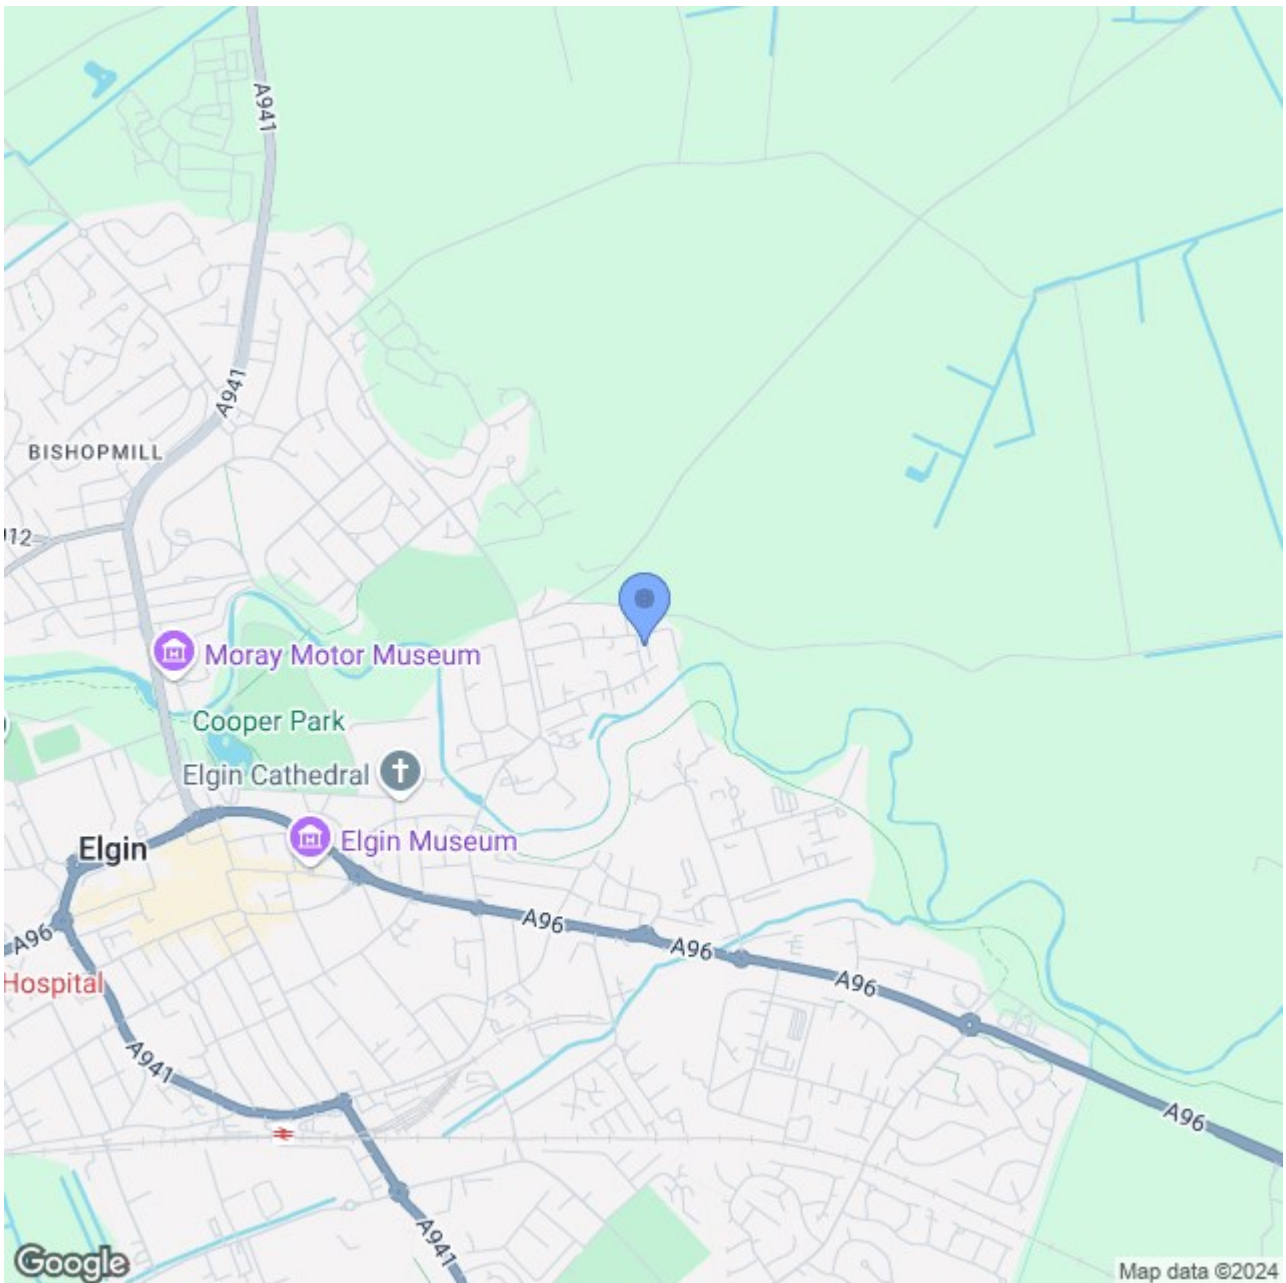 A941
A941
BISHOPMILL
912
Moray Motor Museum
Cooper Park
Elgin Cathedral
Elgin Museum
Elgin
A96
A96
A96
A96
Hospital
A941
A96
A941
Google
Map data ©2024